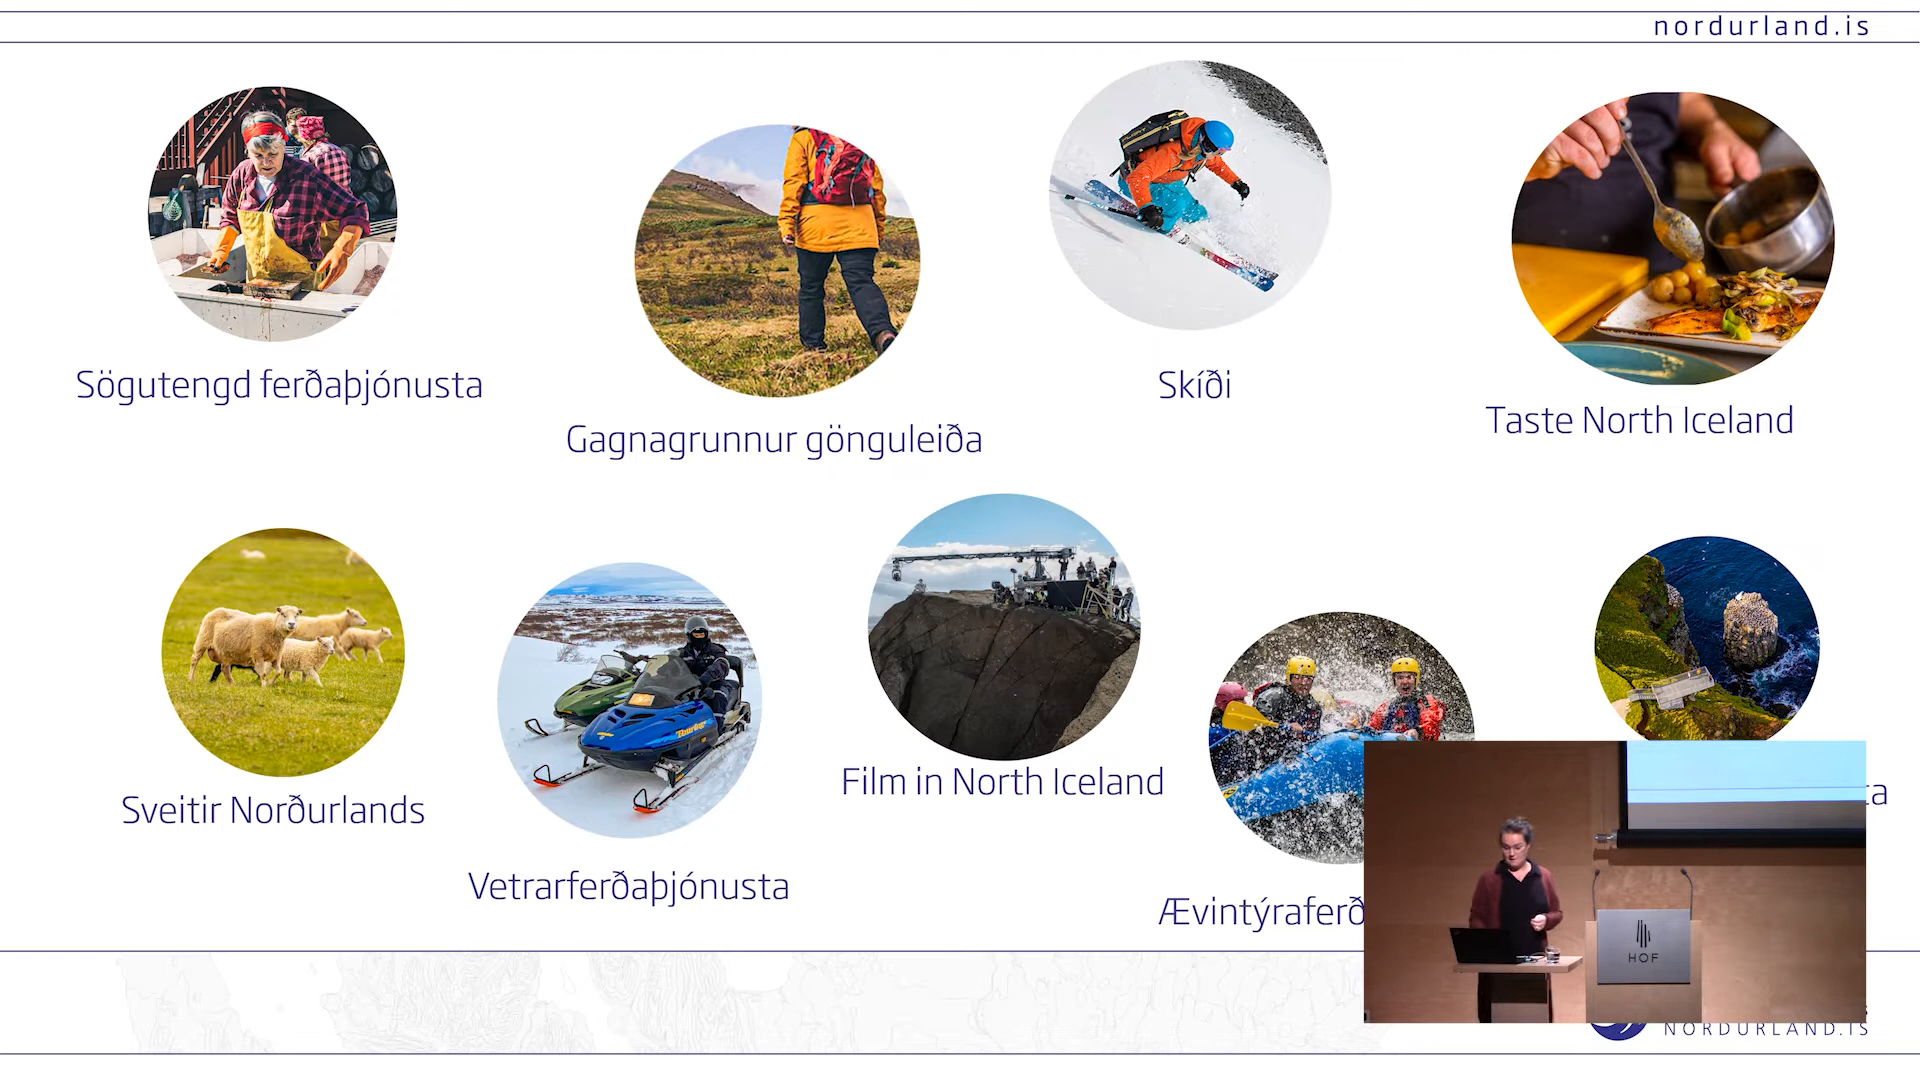 nordurland.is
Sögutengd ferðaþjónusta
Gagnagrunnur gönguleiða
Skíði
Taste North Iceland
Sveitir Norðurlands
Vetrarferðaþjónusta
Film in North Iceland
HOF
NORDURLAND.IS